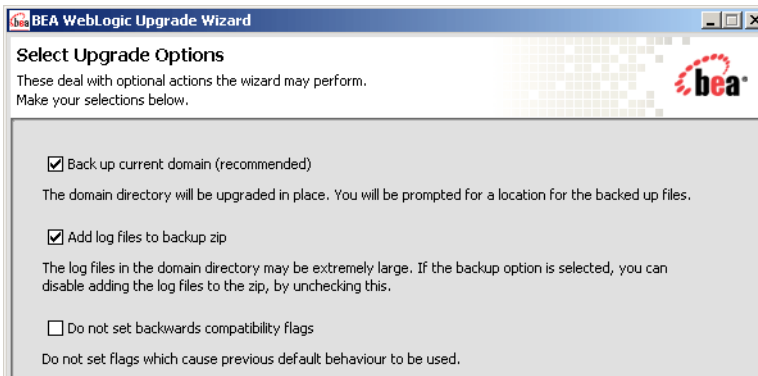 bea BEA WebLogic Upgrade Wizard
Select Upgrade Options
These deal with optional actions the wizard may perform.
Make your selections below.
bea
Back up current domain (recommended)
The domain directory will be upgraded in place. You will be prompted for a location for the backed up files.
Add log files to backup zip
The log files in the domain directory may be extremely large. If the backup option is selected, you can
disable adding the log files to the zip, by unchecking this.
Do not set backwards compatibility flags
Do not set flags which cause previous default behaviour to be used.